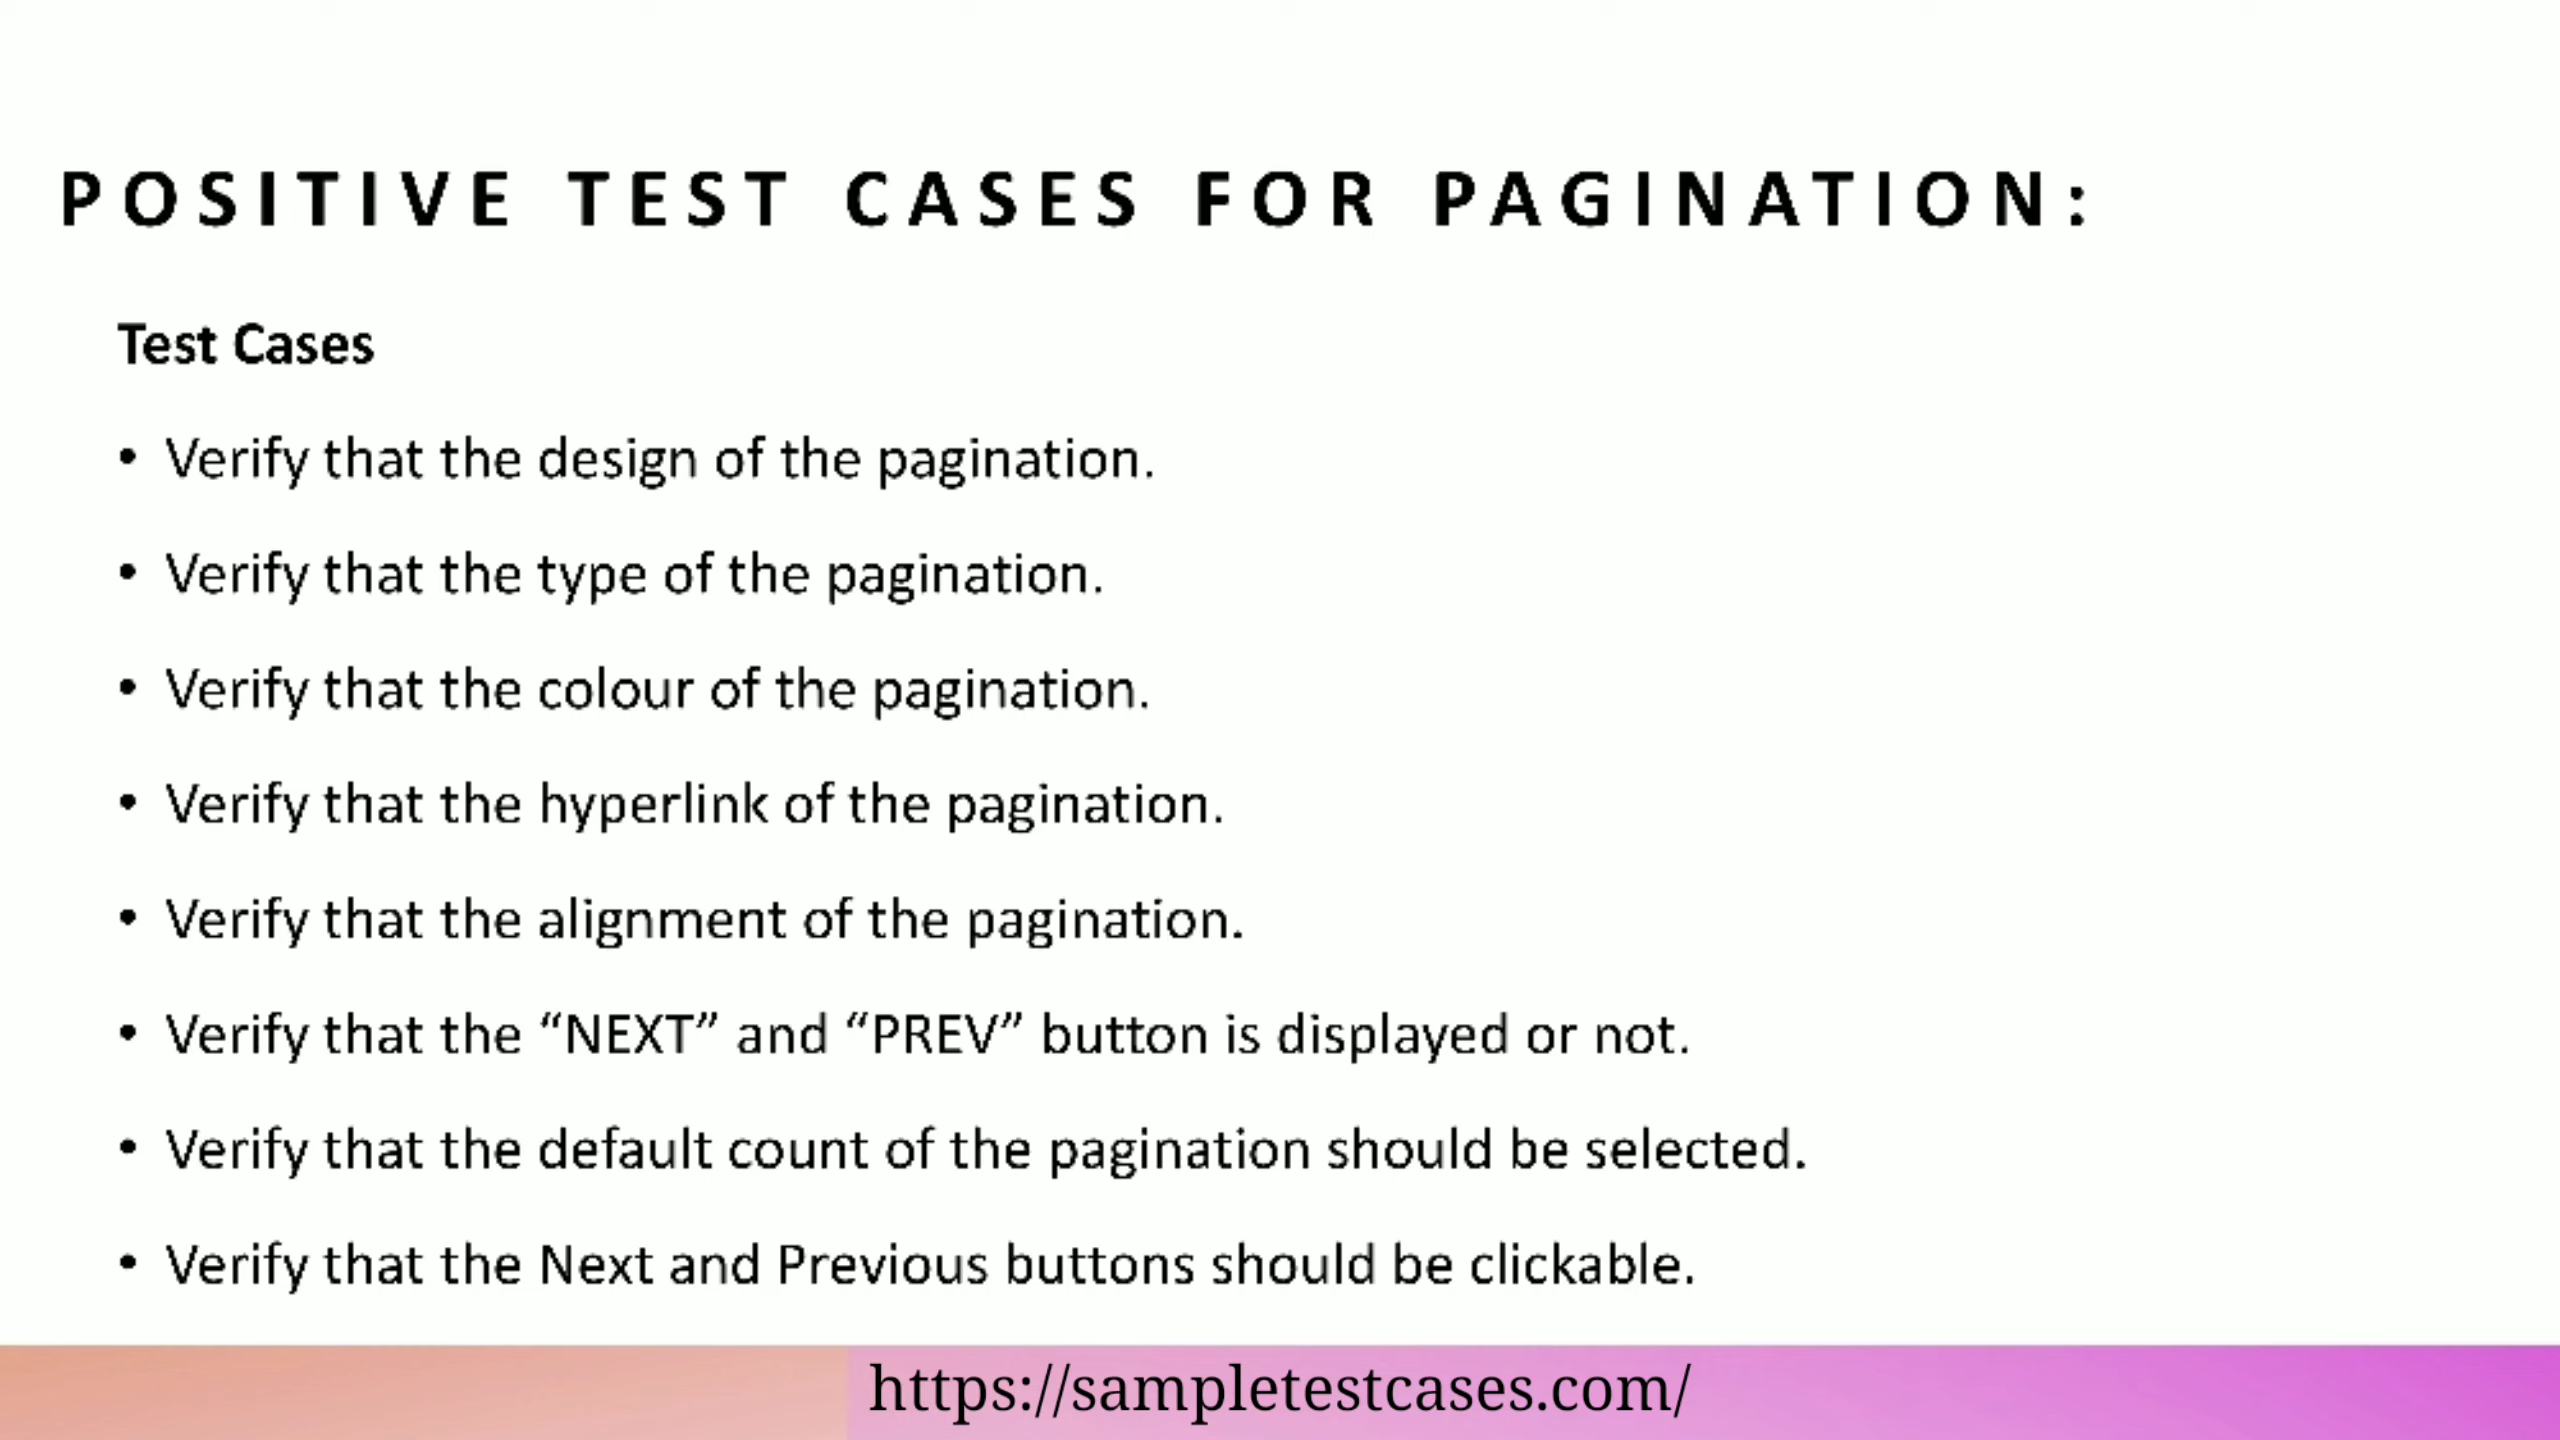 POSITIVE TEST CASES FOR PAGINATION:
Test Cases
• Verify that the design of the pagination.
• Verify that the type of the pagination.
• Verify that the colour of the pagination.
• Verify that the hyperlink of the pagination.
• Verify that the alignment of the pagination.
• Verify that the “NEXT” and “PREV” button is displayed or not.
• Verify that the default count of the pagination should be selected.
• Verify that the Next and Previous buttons should be clickable.
https://sampletestcases.com/